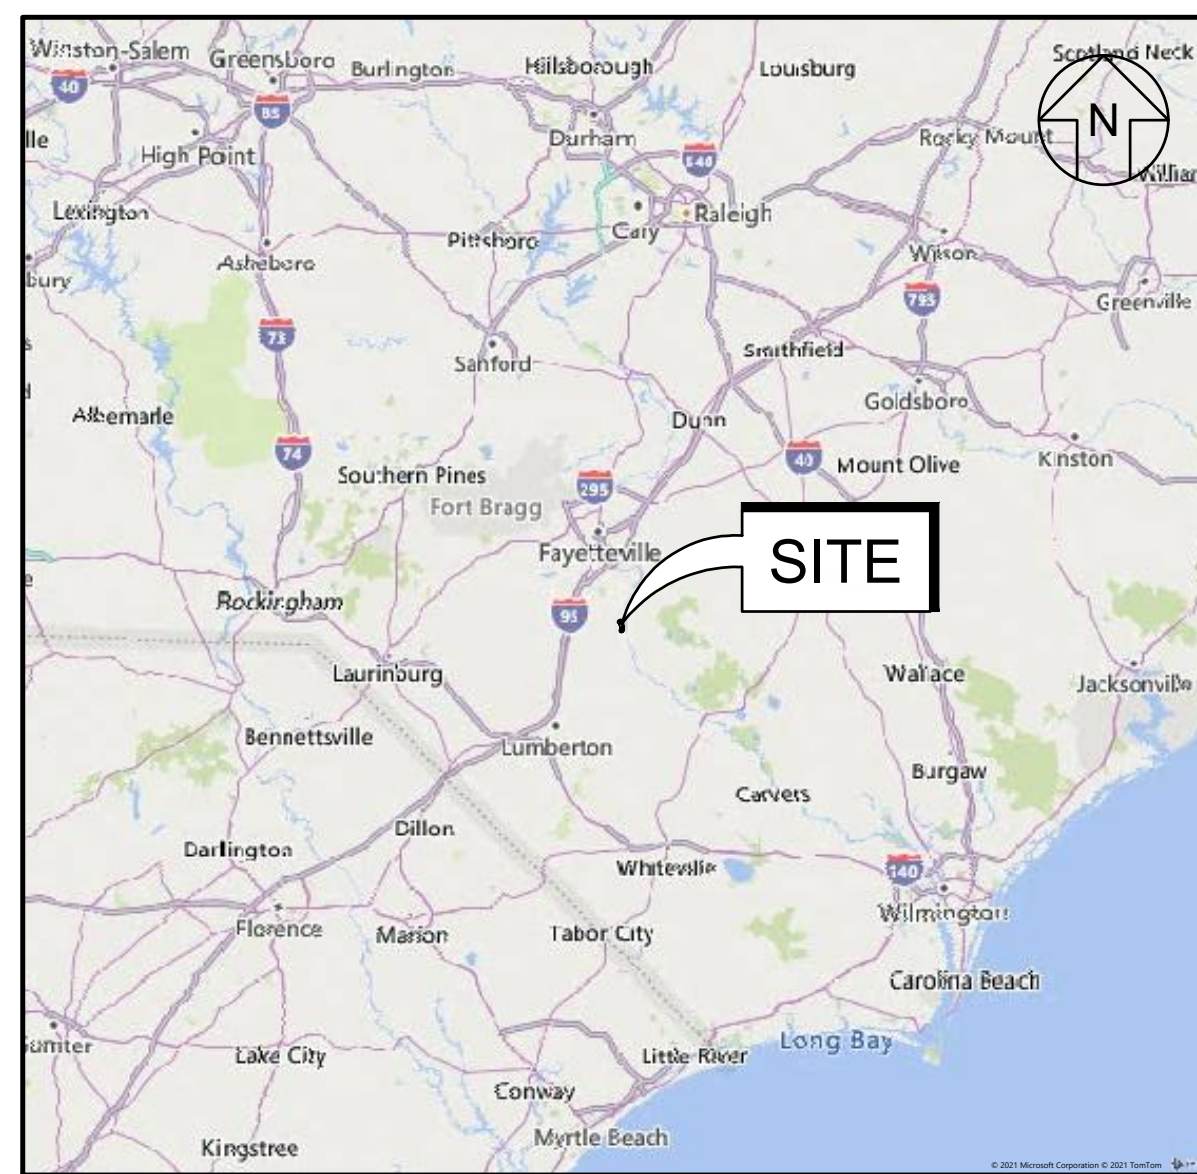 Winston-Salem
Greensboro
Burlington
Hillsborough
Louisburg
Scotland Neck
40
85
N
lle
High Point
Durham
540
Rocky Mount
William
Lexington
Pittsboro
Cary
Raleigh
Asheboro
Wilson
bury
795
Greenville
73
Sanford
Smithfield
Goldsboro
Albemarle
Dunn
74
Southern Pines
40
Mount Olive
Kinston
295
Fort Bragg
Fayetteville
SITE
Rockingham
95
Laurinburg
Wallace
Jacksonville
Bennettsville
Lumberton
Burgaw
Carvers
Dillon
Darlington
Whiteville
140
Wilmington
Florence
Marion
Tabor City
Carolina Beach
Long Bay
Lake City
Little River
Conway
Myrtle Beach
Kingstree
© 2021 Microsoft Corporation © 2021 TomTom